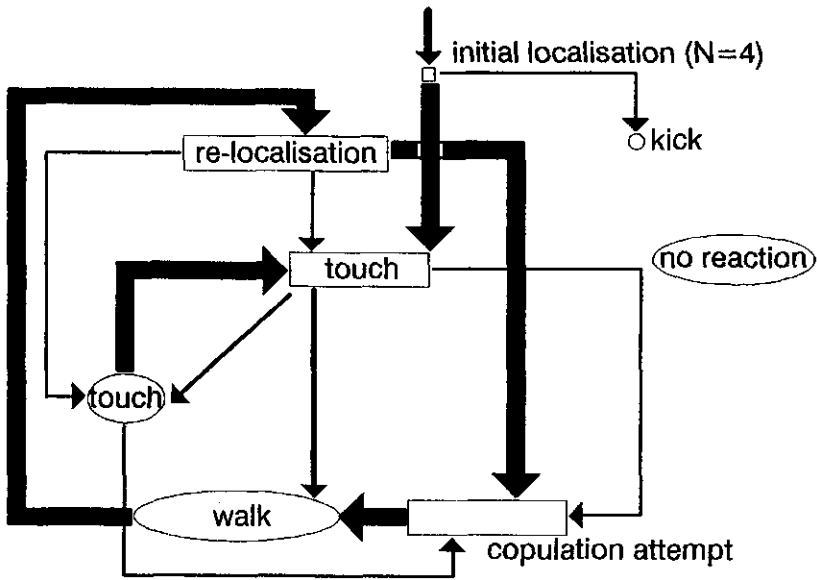 initial localisation (N=4)
re-localisation
kick
touch
no reaction
touch
walk
copulation attempt